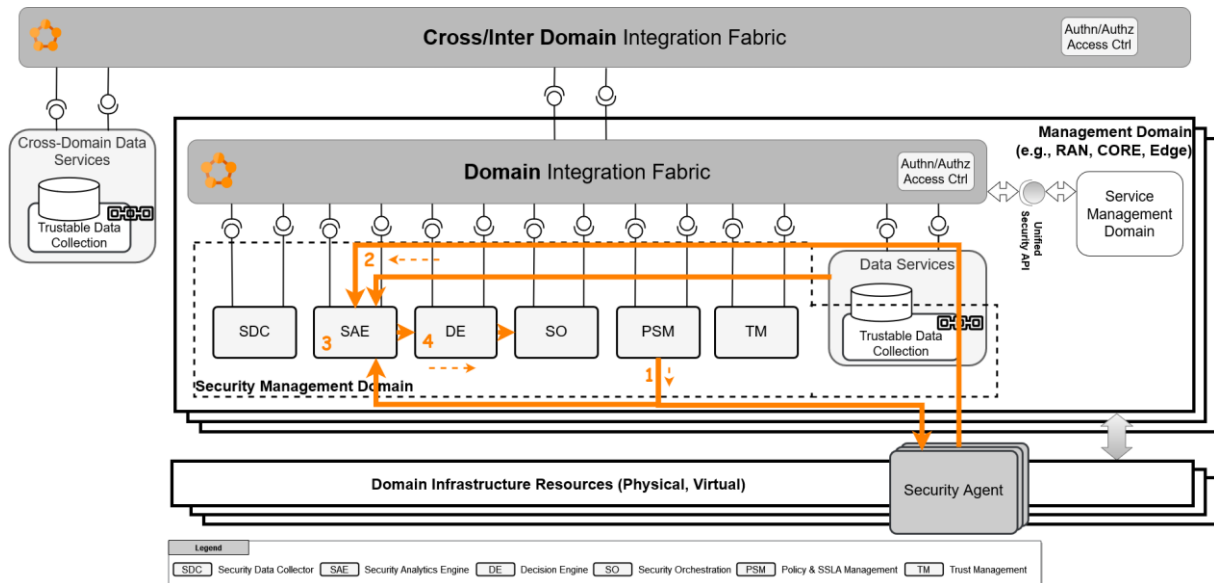 Cross/Inter Domain Integration Fabric
Authn/Authz
Access Ctrl
Cross-Domain Data
Services
Trustable Data
Collection
Management Domain
(e.g., RAN, CORE, Edge)
Domain Integration Fabric
Authn/Authz
Access Ctrl
Unified
Security API
Service
Management
Domain
2
Data Services
Trustable Data
Collection
SDC
SAE
3
DE
4
SO
PSM
TM
1
Security Management Domain
Domain Infrastructure Resources (Physical, Virtual)
Security Agent
Legend
SDC Security Data Collector SAE Security Analytics Engine DE Decision Engine SO Security Orchestration PSM Policy & SSLA Management TM Trust Management